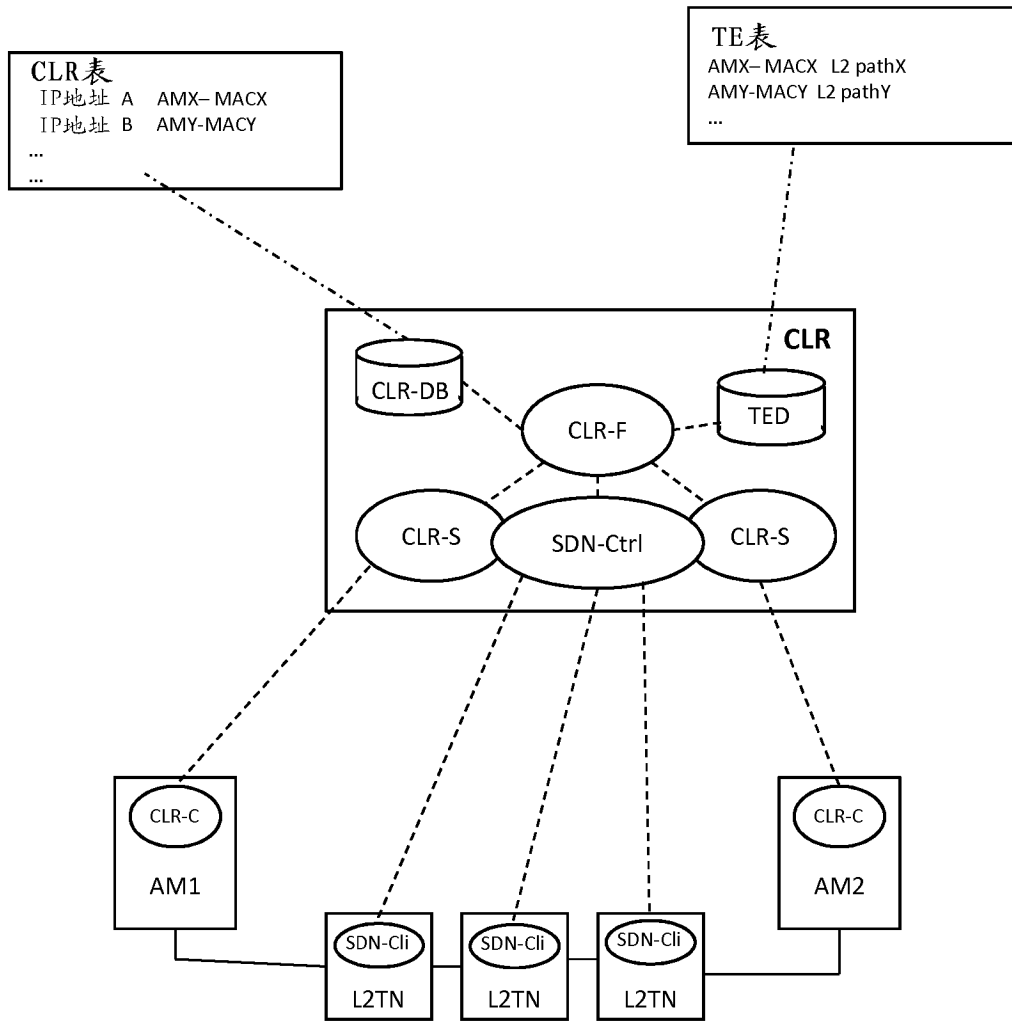 CLR表
IP地址 A AMX– MACX
IP地址 B AMY-MACY
...
...
TE表
AMX– MACX L2 pathX
AMY-MACY L2 pathY
...
CLR
CLR-DB
CLR-F
TED
CLR-S
SDN-Ctrl
CLR-S
CLR-C
AM1
CLR-C
AM2
SDN-Cli
L2TN
SDN-Cli
L2TN
SDN-Cli
L2TN